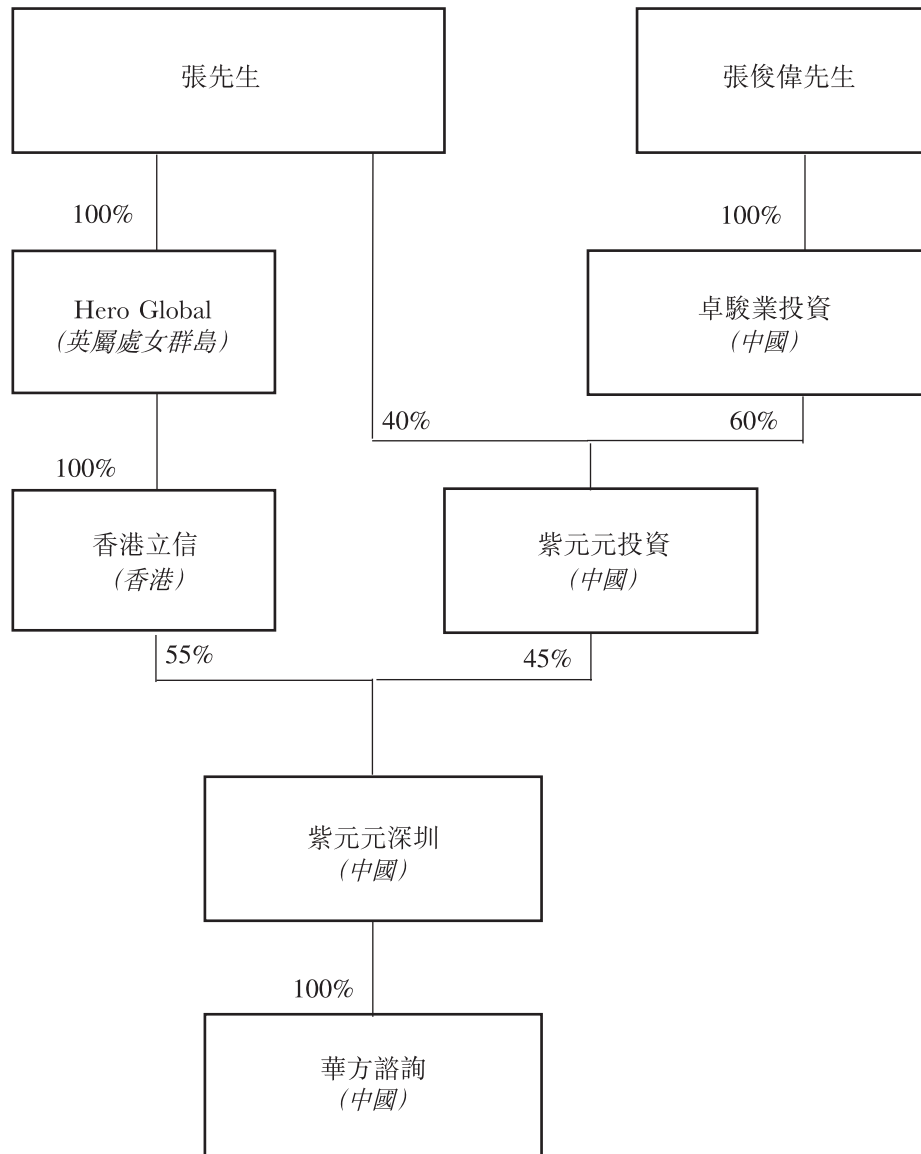 張先生
張俊偉先生
100%
100%
Hero Global
(英屬處女群島)
卓駿業投資
(中國)
40%
60%
100%
香港立信
(香港)
紫元元投資
(中國)
55%
45%
紫元元深圳
(中國)
100%
華方諮詢
(中國)